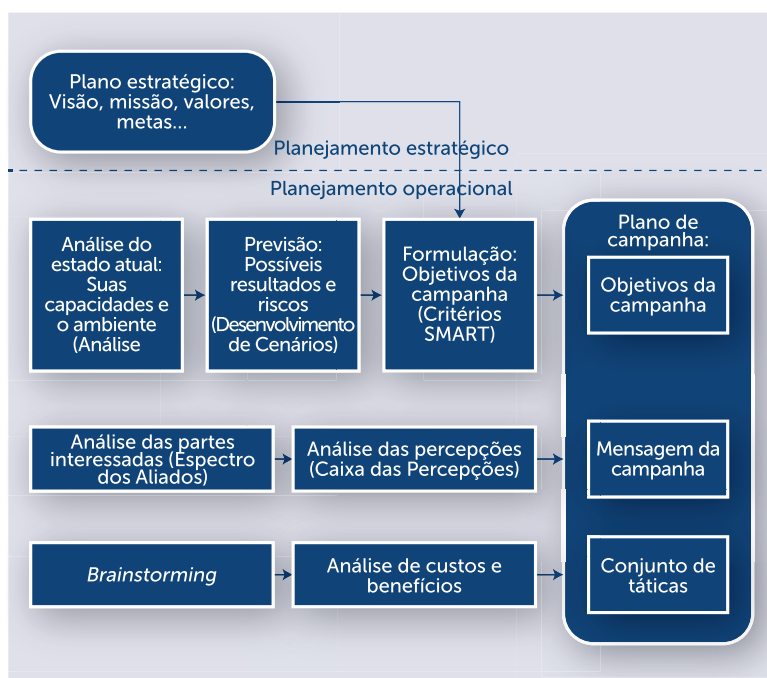 Plano estratégico:
Visão, missão, valores,
metas...
Planejamento estratégico
Planejamento operacional
Análise do
estado atual:
Suas
capacidades e
o ambiente
(Análise
Previsão:
Possíveis
resultados e
riscos
(Desenvolvimento
de Cenários)
Formulação:
Objetivos da
campanha
(Critérios
SMART)
Plano de
campanha:
Objetivos da
campanha
Análise das partes
interessadas (Espectro
dos Aliados)
Análise das percepções
(Caixa das Percepções)
Mensagem da
campanha
Brainstorming
Análise de custos e
benefícios
Conjunto de
táticas